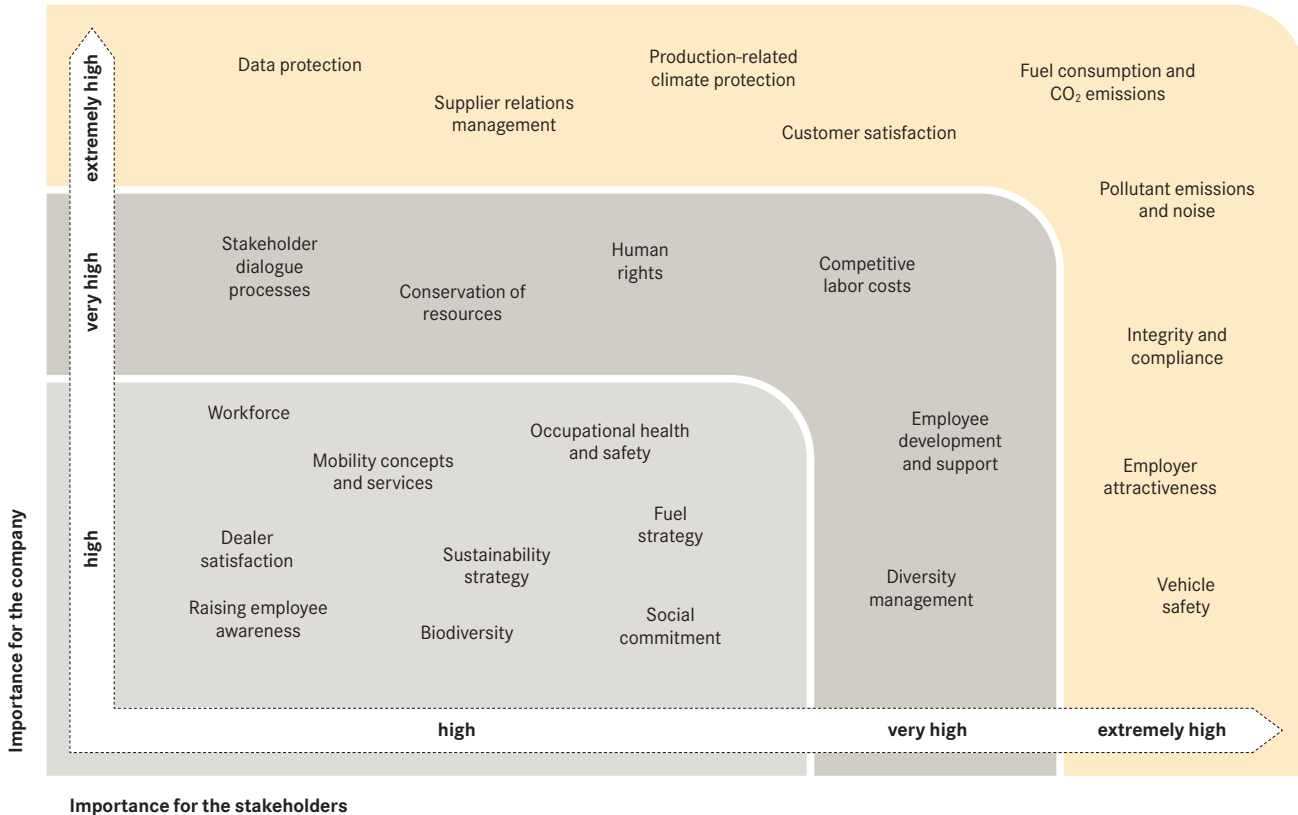 Importance for the company
extremely high
very high
high
Data protection
Supplier relations
management
Production-related
climate protection
Customer satisfaction
Fuel consumption and
CO₂ emissions
Pollutant emissions
and noise
Stakeholder
dialogue
processes
Conservation of
resources
Human
rights
Competitive
labor costs
Integrity and
compliance
Workforce
Mobility concepts
and services
Occupational health
and safety
Employee
development
and support
Employer
attractiveness
Dealer
satisfaction
Sustainability
strategy
Fuel
strategy
Diversity
management
Vehicle
safety
Raising employee
awareness
Biodiversity
Social
commitment
high
very high
extremely high
Importance for the stakeholders